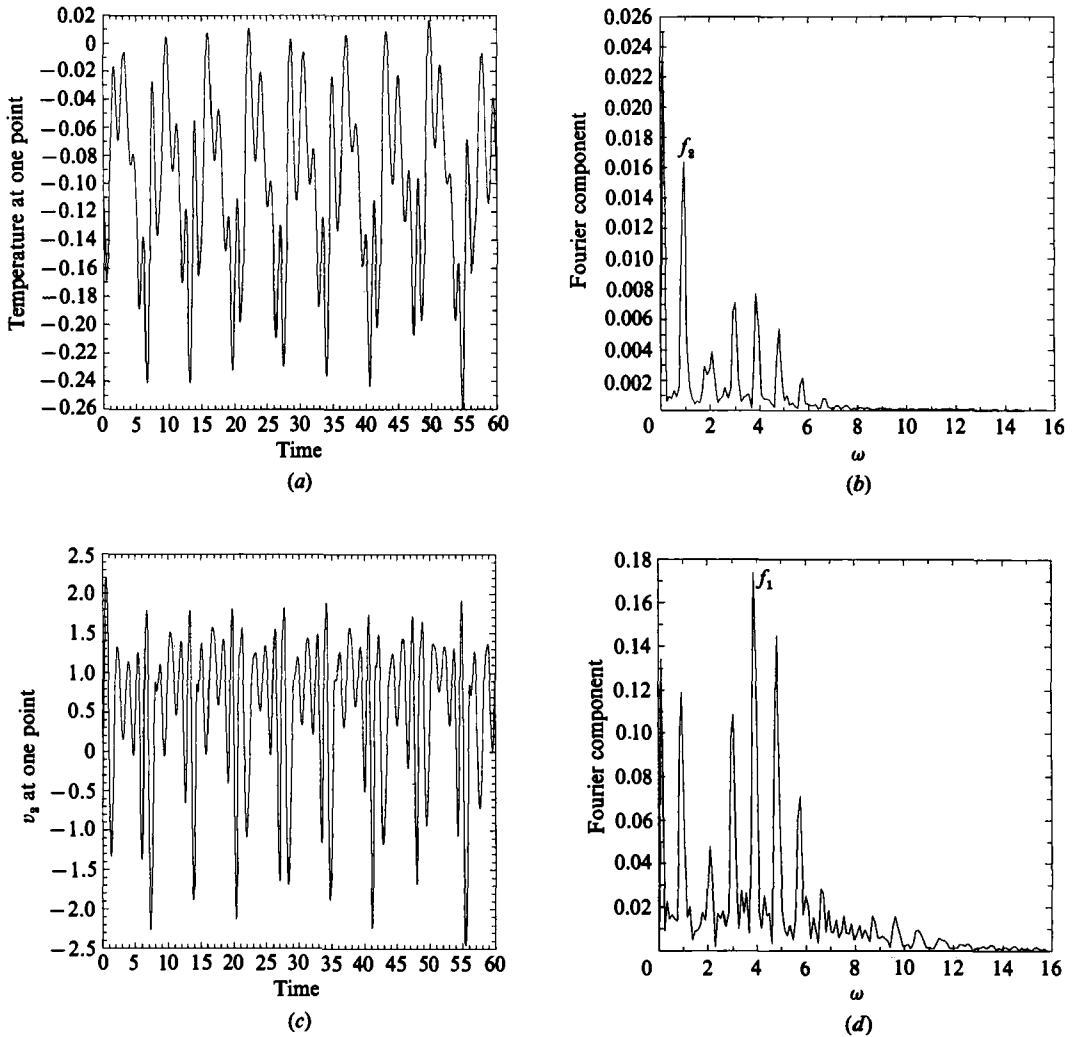 0.02
0
−0.02
−0.04
−0.06
−0.08
−0.10
−0.09
−0.12
−0.14
−0.16
−0.18
−0.20
−0.22
−0.24
−0.26
Temperature at one point
0 5 10 15 20 25 30 35 40 45 50 55 60
Time
(a)
0.026
0.024
0.022
0.020
0.018
0.016
0.014
0.012
0.010
0.008
0.006
0.004
0.002
Fourier component
f₂
0 2 4 6 8 10 12 14 16
ω
(b)
2.5
2.0
1.5
1.0
0.5
0
−0.5
−1.0
−1.5
−2.0
−2.5
v₂ at one point
0 5 10 15 20 25 30 35 40 45 50 55 60
Time
(c)
0.18
0.16
0.14
0.12
0.10
0.08
0.06
0.04
0.02
Fourier component
f₁
0 2 4 6 8 10 12 14 16
ω
(d)